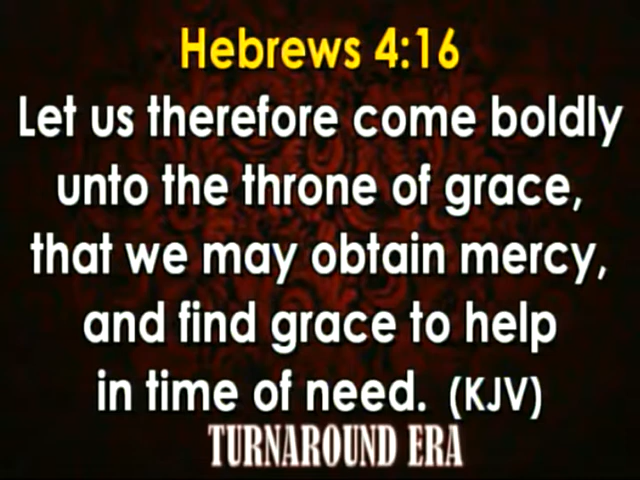 Hebrews 4:16
Let us therefore come boldly
unto the throne of grace,
that we may obtain mercy,
and find grace to help
in time of need. (KJV)
TURNAROUND ERA